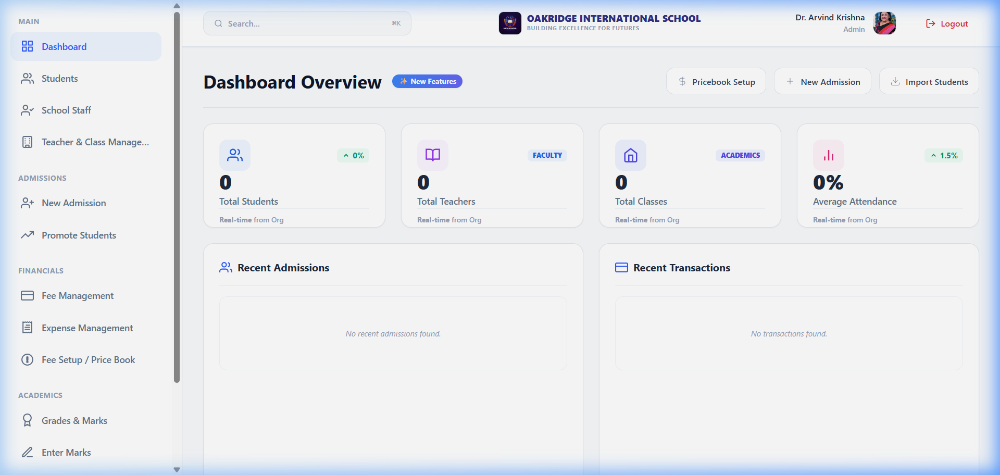 MAIN
Dashboard
Students
School Staff
Teacher & Class Manage...
ADMISSIONS
New Admission
Promote Students
FINANCIALS
Fee Management
Expense Management
Fee Setup / Price Book
ACADEMICS
Grades & Marks
Enter Marks
Search... ⌘K
OAKRIDGE INTERNATIONAL SCHOOL
BUILDING EXCELLENCE FOR FUTURES
Dr. Arvind Krishna
Admin
Logout
Dashboard Overview
✨ New Features
$ Pricebook Setup
+ New Admission
Import Students
0%
0
Total Students
Real-time from Org
FACULTY
0
Total Teachers
Real-time from Org
ACADEMICS
0
Total Classes
Real-time from Org
1.5%
0%
Average Attendance
Real-time from Org
Recent Admissions
No recent admissions found.
Recent Transactions
No transactions found.